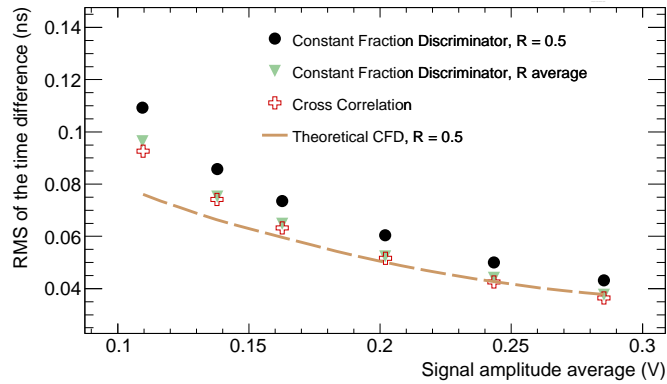 RMS of the time difference (ns)
0.14
0.12
0.1
0.08
0.06
0.04
Constant Fraction Discriminator, R = 0.5
Constant Fraction Discriminator, R average
Cross Correlation
Theoretical CFD, R = 0.5
0.1
0.15
0.2
0.25
0.3
Signal amplitude average (V)